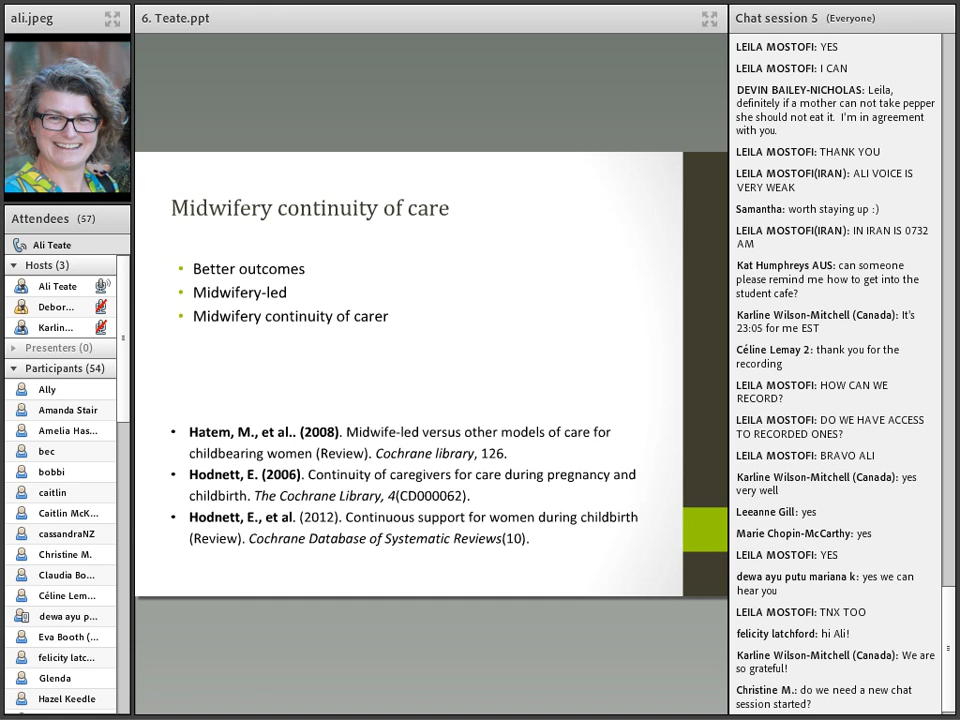 ali.jpeg
Attendees (57)
Ali Teate
Hosts (3)
Ali Teate
Debor...
Karlin...
Presenters (0)
Participants (54)
Ally
Amanda Stair
Amelia Has...
bec
bobbi
caitlin
Caitlin McK...
cassandraNZ
Christine M.
Claudia Bo...
Céline Lem...
dewa ayu p...
Eva Booth (...
felicity latc...
Glenda
Hazel Keedle
6. Teate.ppt
Midwifery continuity of care
• Better outcomes
• Midwifery-led
• Midwifery continuity of carer
• Hatem, M., et al.. (2008). Midwife-led versus other models of care for
childbearing women (Review). Cochrane library, 126.
• Hodnett, E. (2006). Continuity of caregivers for care during pregnancy and
childbirth. The Cochrane Library, 4(CD000062).
• Hodnett, E., et al. (2012). Continuous support for women during childbirth
(Review). Cochrane Database of Systematic Reviews(10).
Chat session 5 (Everyone)
LEILA MOSTOFI: YES
LEILA MOSTOFI: I CAN
DEVIN BAILEY-NICHOLAS: Leila,
definitely if a mother can not take pepper
she should not eat it. I'm in agreement
with you.
LEILA MOSTOFI: THANK YOU
LEILA MOSTOFI(IRAN): ALI VOICE IS
VERY WEAK
Samantha: worth staying up :)
LEILA MOSTOFI(IRAN): IN IRAN IS 0732
AM
Kat Humphreys AUS: can someone
please remind me how to get into the
student cafe?
Karline Wilson-Mitchell (Canada): It's
23:05 for me EST
Céline Lemay 2: thank you for the
recording
LEILA MOSTOFI: HOW CAN WE
RECORD?
LEILA MOSTOFI: DO WE HAVE ACCESS
TO RECORDED ONES?
LEILA MOSTOFI: BRAVO ALI
Karline Wilson-Mitchell (Canada): yes
very well
Leeanne Gill: yes
Marie Chopin-McCarthy: yes
LEILA MOSTOFI: YES
dewa ayu putu mariana k: yes we can
hear you
LEILA MOSTOFI: TNX TOO
felicity latchford: hi Ali!
Karline Wilson-Mitchell (Canada): We are
so grateful!
Christine M.: do we need a new chat
session started?